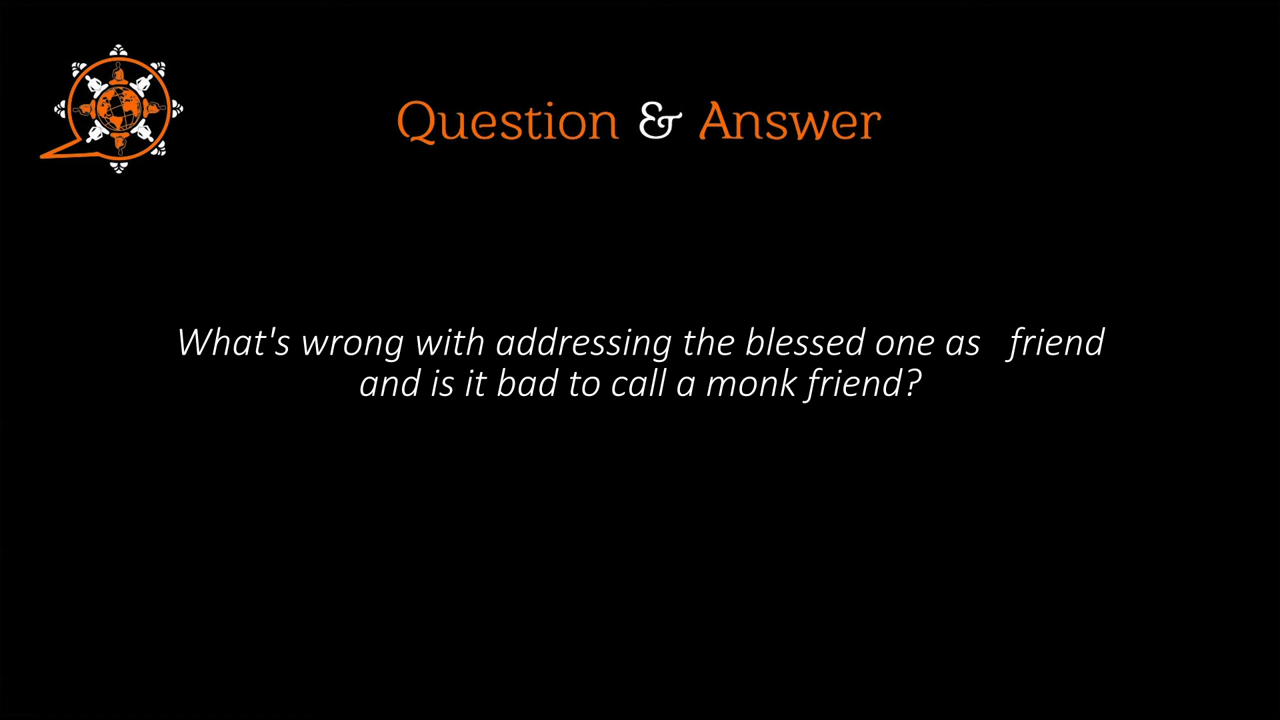 Question & Answer
What's wrong with addressing the blessed one as friend
and is it bad to call a monk friend?